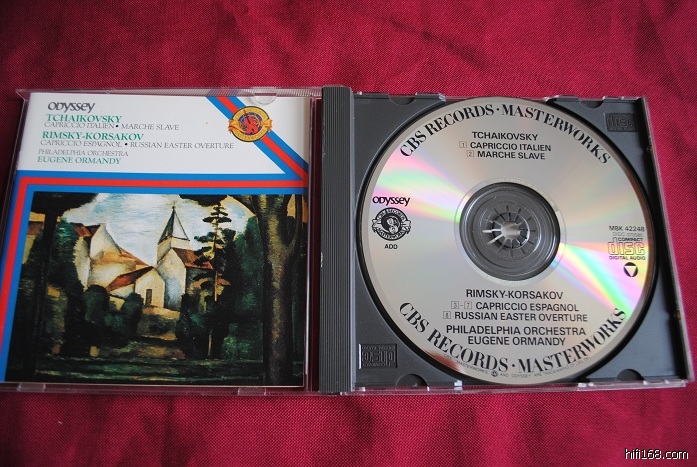 ODYSSEY
TCHAIKOVSKY
CAPRICCIO ITALIEN • MARCHE SLAVE
RIMSKY-KORSAKOV
CAPRICCIO ESPAGNOL • RUSSIAN EASTER OVERTURE
PHILADELPHIA ORCHESTRA
EUGENE ORMANDY
CBS RECORDS · MASTERWORKS
TCHAIKOVSKY
1 CAPRICCIO ITALIEN
2 MARCHE SLAVE
ODYSSEY
ADD
MBK 42248
COMPACT
DISC
DIGITAL AUDIO
RIMSKY-KORSAKOV
3-7 CAPRICCIO ESPAGNOL
8 RUSSIAN EASTER OVERTURE
PHILADELPHIA ORCHESTRA
EUGENE ORMANDY
CBS RECORDS · MASTERWORKS
hifi168.com